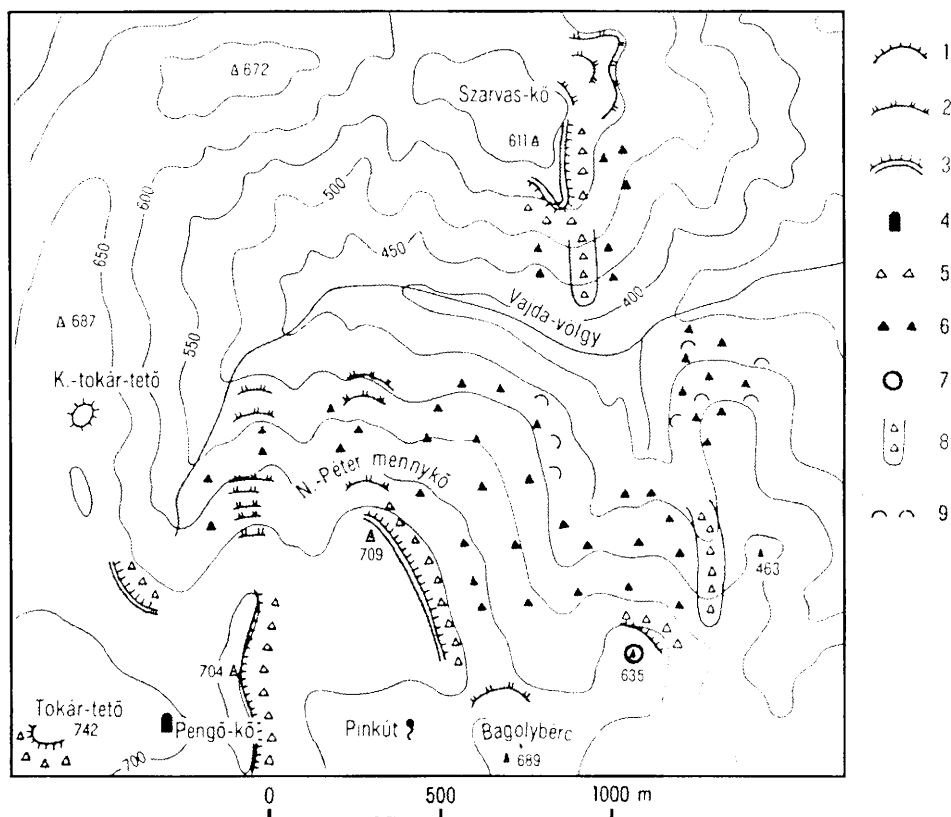 672
Szarvas-kő
611
600
500
650
450
400
Vajda-völgy
687
550
K.-tokár-tető
N.-Péter mennykő
709
463
704
635
Tokár-tető
742
Pengő-kő
Pinkút
Bagolybérc
689
700
1
2
3
4
5
6
7
8
9
0 500 1000 m